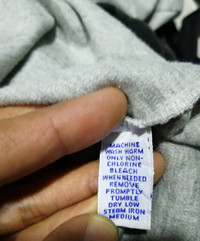 MACHINE
WASH WARM
ONLY NON-
CHLORINE
BLEACH
WHEN NEEDED
REMOVE
PROMPTLY
TUMBLE
DRY LOW
STEAM IRON
MEDIUM